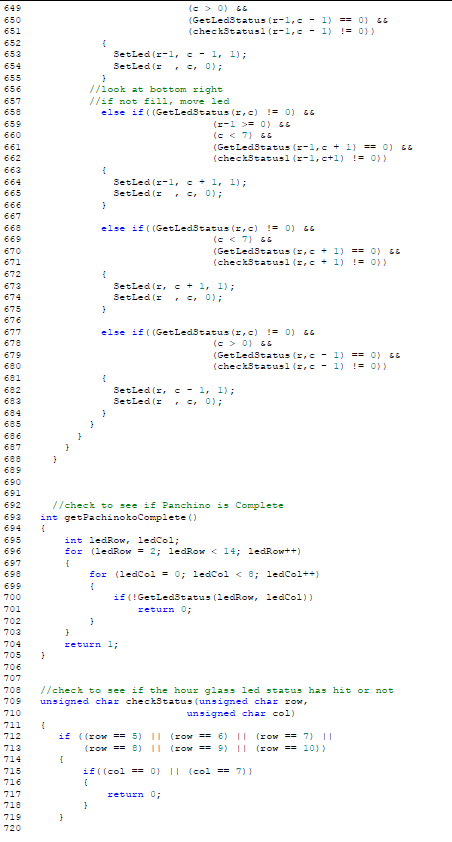 649 (c > 0) &&
650 (GetLedStatus(r-1,c - 1) == 0) &&
651 (checkStatus1(r-1,c - 1) != 0))
652 {
653 SetLed(r-1, c - 1, 1);
654 SetLed(r , c, 0);
655 }
656 //look at bottom right
657 //if not fill, move led
658 else if((GetLedStatus(r,c) != 0) &&
659 (r-1 >= 0) &&
660 (c < 7) &&
661 (GetLedStatus(r-1,c + 1) == 0) &&
662 (checkStatus1(r-1,c+1) != 0))
663 {
664 SetLed(r-1, c + 1, 1);
665 SetLed(r , c, 0);
666 }
667
668 else if((GetLedStatus(r,c) != 0) &&
669 (c < 7) &&
670 (GetLedStatus(r,c + 1) == 0) &&
671 (checkStatus1(r,c + 1) != 0))
672 {
673 SetLed(r, c + 1, 1);
674 SetLed(r , c, 0);
675 }
676
677 else if((GetLedStatus(r,c) != 0) &&
678 (c > 0) &&
679 (GetLedStatus(r,c - 1) == 0) &&
680 (checkStatus1(r,c - 1) != 0))
681 {
682 SetLed(r, c - 1, 1);
683 SetLed(r , c, 0);
684 }
685 }
686 }
687 }
688 }
689
690
691
692 //check to see if Panchino is Complete
693 int getPachinokoComplete()
694 {
695 int ledRow, ledCol;
696 for (ledRow = 2; ledRow < 14; ledRow++)
697 {
698 for (ledCol = 0; ledCol < 8; ledCol++)
699 {
700 if(!GetLedStatus(ledRow, ledCol))
701 return 0;
702 }
703 }
704 return 1;
705 }
706
707
708 //check to see if the hour glass led status has hit or not
709 unsigned char checkStatus(unsigned char row,
710 unsigned char col)
711 {
712 if ((row == 5) || (row == 6) || (row == 7) ||
713 (row == 8) || (row == 9) || (row == 10))
714 {
715 if((col == 0) || (col == 7))
716 {
717 return 0;
718 }
719 }
720